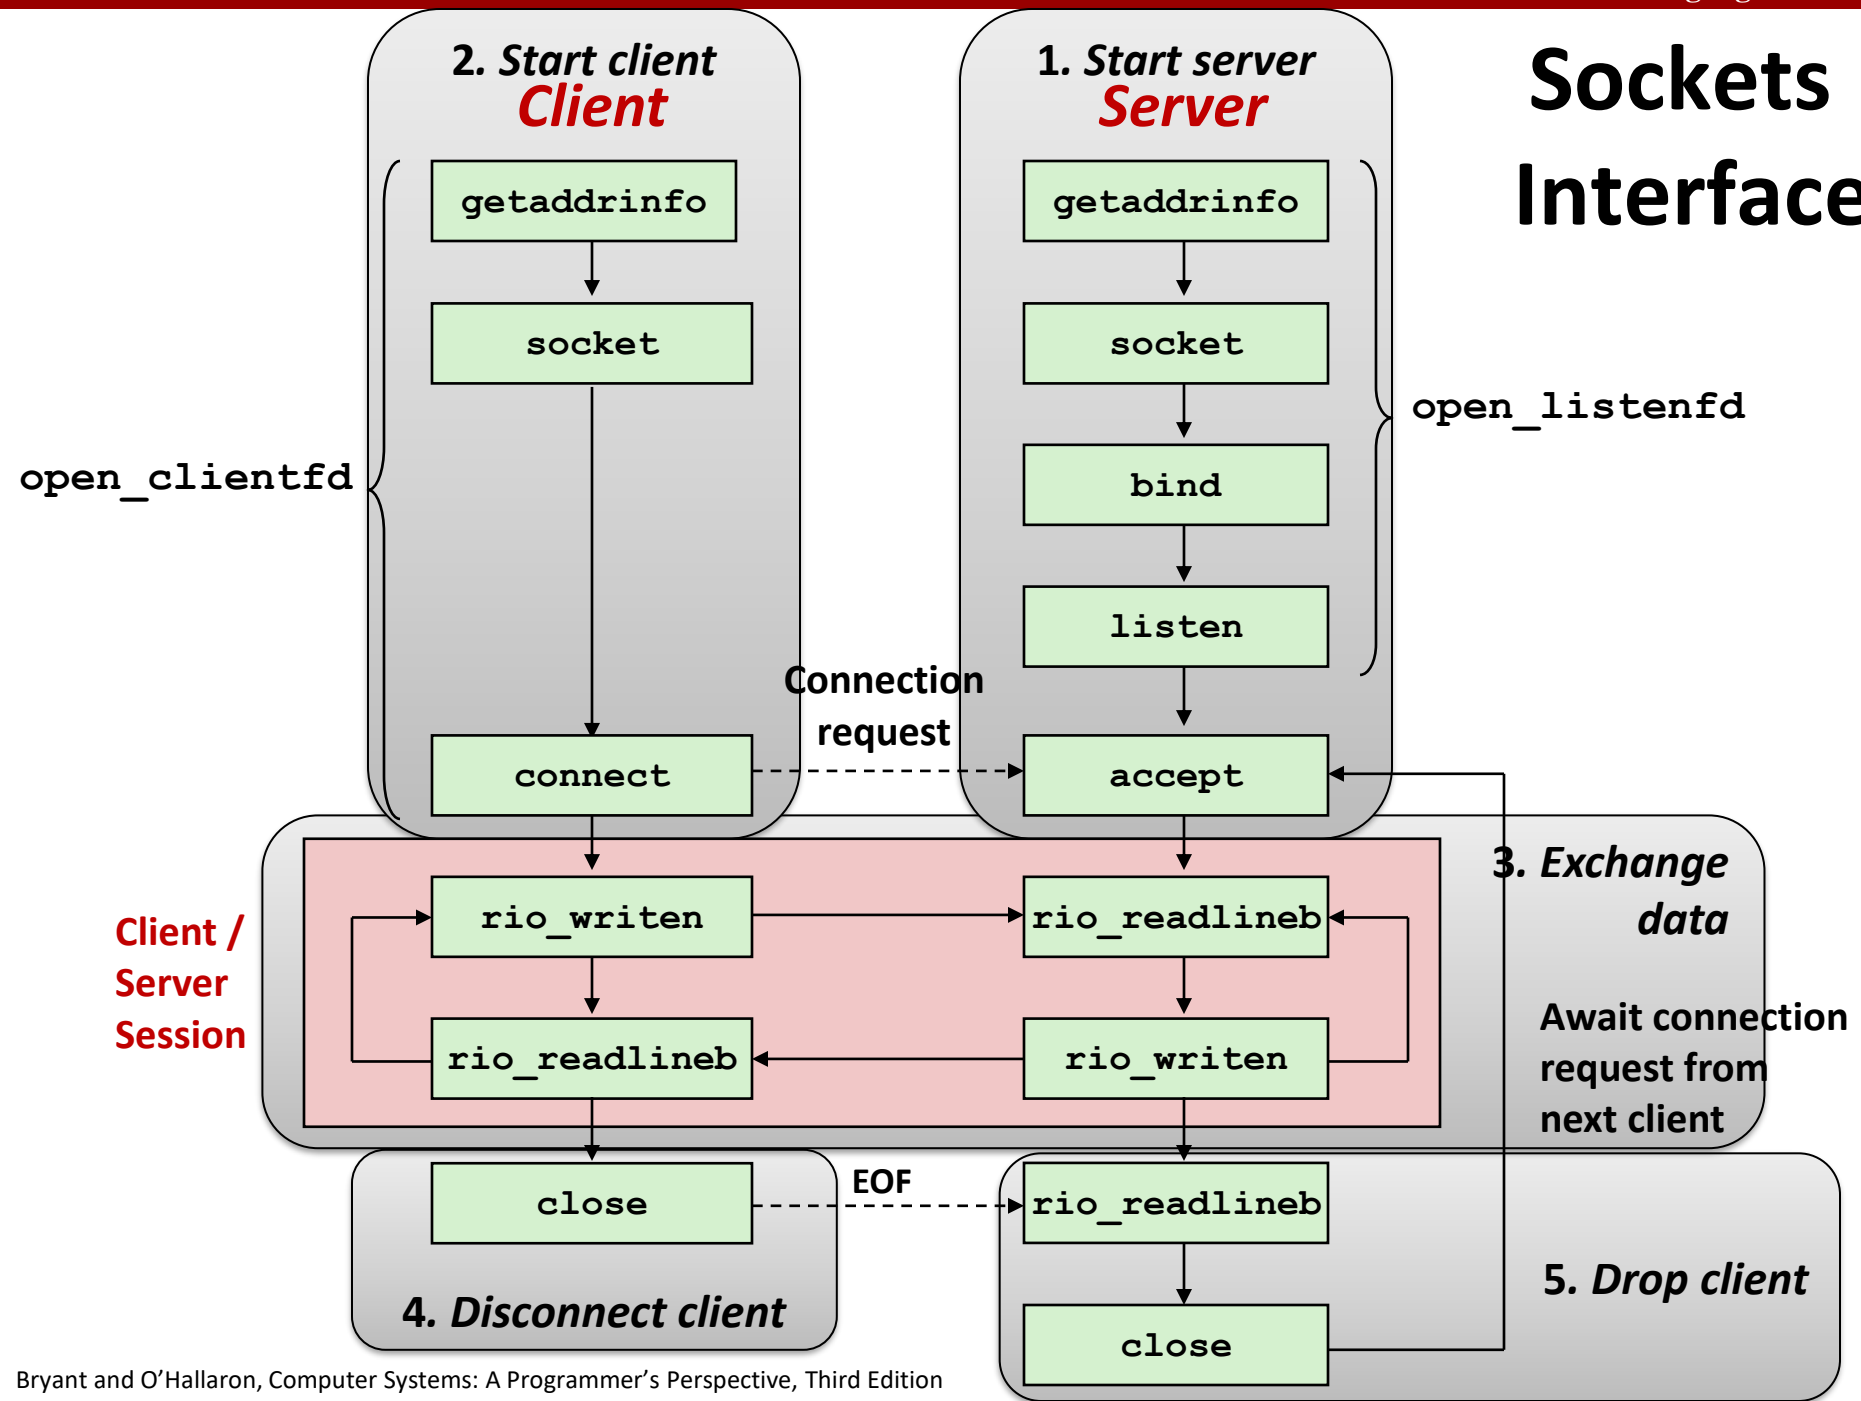 Sockets
Interface
2. Start client
Client
1. Start server
Server
getaddrinfo
getaddrinfo
socket
socket
open_listenfd
open_clientfd
bind
listen
Connection
request
connect
accept
3. Exchange
data
Client /
Server
Session
rio_writen
rio_readlineb
Await connection
request from
next client
rio_readlineb
rio_writen
close
EOF
rio_readlineb
4. Disconnect client
5. Drop client
close
Bryant and O'Hallaron, Computer Systems: A Programmer's Perspective, Third Edition